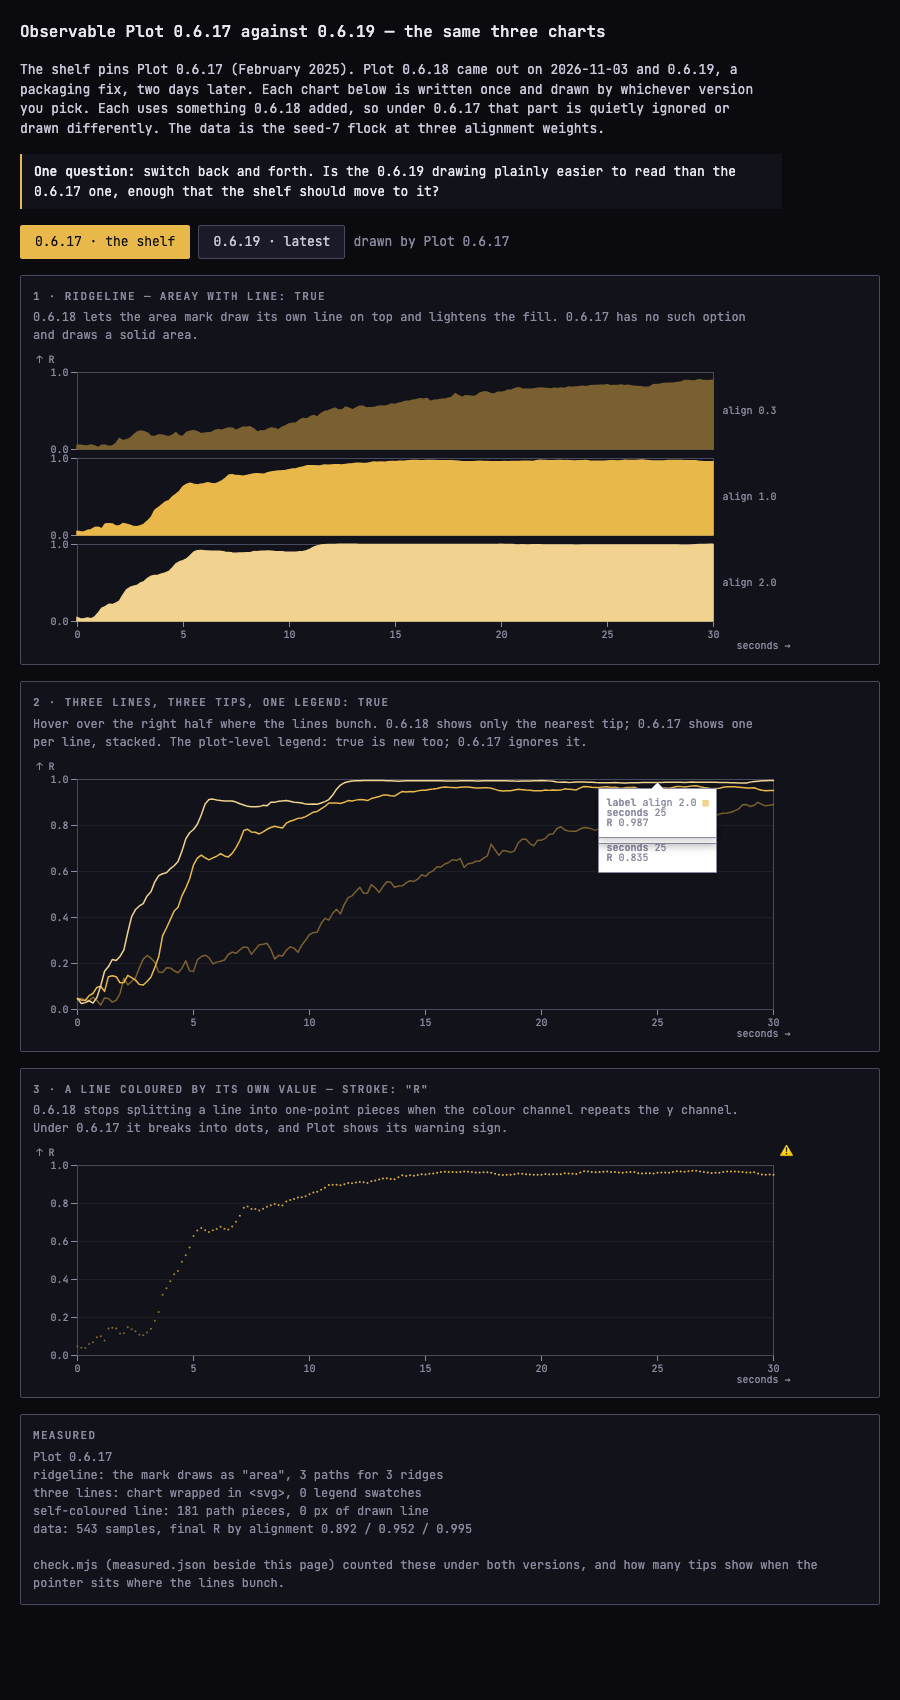 Observable Plot 0.6.17 against 0.6.19 — the same three charts
The shelf pins Plot 0.6.17 (February 2025). Plot 0.6.18 came out on 2026-11-03 and 0.6.19, a
packaging fix, two days later. Each chart below is written once and drawn by whichever version
you pick. Each uses something 0.6.18 added, so under 0.6.17 that part is quietly ignored or
drawn differently. The data is the seed-7 flock at three alignment weights.
One question: switch back and forth. Is the 0.6.19 drawing plainly easier to read than the
0.6.17 one, enough that the shelf should move to it?
0.6.17 · the shelf
0.6.19 · latest
drawn by Plot 0.6.17
1 · RIDGELINE — AREAY WITH LINE: TRUE
0.6.18 lets the area mark draw its own line on top and lightens the fill. 0.6.17 has no such option
and draws a solid area.
↑ R
1.0
align 0.3
0.0
1.0
align 1.0
0.0
1.0
align 2.0
0.0
0 5 10 15 20 25 30
seconds →
2 · THREE LINES, THREE TIPS, ONE LEGEND: TRUE
Hover over the right half where the lines bunch. 0.6.18 shows only the nearest tip; 0.6.17 shows one
per line, stacked. The plot-level legend: true is new too; 0.6.17 ignores it.
↑ R
1.0
0.8
0.6
0.4
0.2
0.0
label align 2.0
seconds 25
R 0.987
seconds 25
R 0.835
0 5 10 15 20 25 30
seconds →
3 · A LINE COLOURED BY ITS OWN VALUE — STROKE: "R"
0.6.18 stops splitting a line into one-point pieces when the colour channel repeats the y channel.
Under 0.6.17 it breaks into dots, and Plot shows its warning sign.
↑ R
1.0
0.8
0.6
0.4
0.2
0.0
0 5 10 15 20 25 30
seconds →
MEASURED
Plot 0.6.17
ridgeline: the mark draws as "area", 3 paths for 3 ridges
three lines: chart wrapped in <svg>, 0 legend swatches
self-coloured line: 181 path pieces, 0 px of drawn line
data: 543 samples, final R by alignment 0.892 / 0.952 / 0.995
check.mjs (measured.json beside this page) counted these under both versions, and how many tips show when the
pointer sits where the lines bunch.